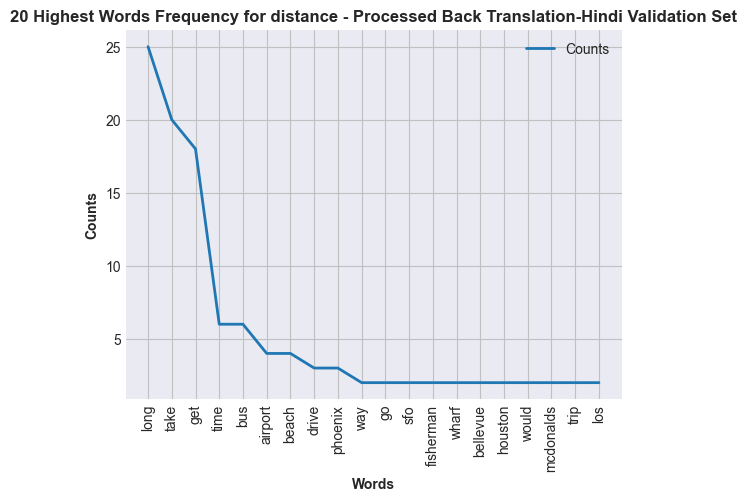 20 Highest Words Frequency for distance - Processed Back Translation-Hindi Validation Set
Counts
25
20
15
10
5
Counts
long
take
get
time
bus
airport
beach
drive
phoenix
way
go
sfo
fisherman
wharf
bellevue
houston
would
mcdonalds
trip
los
Words